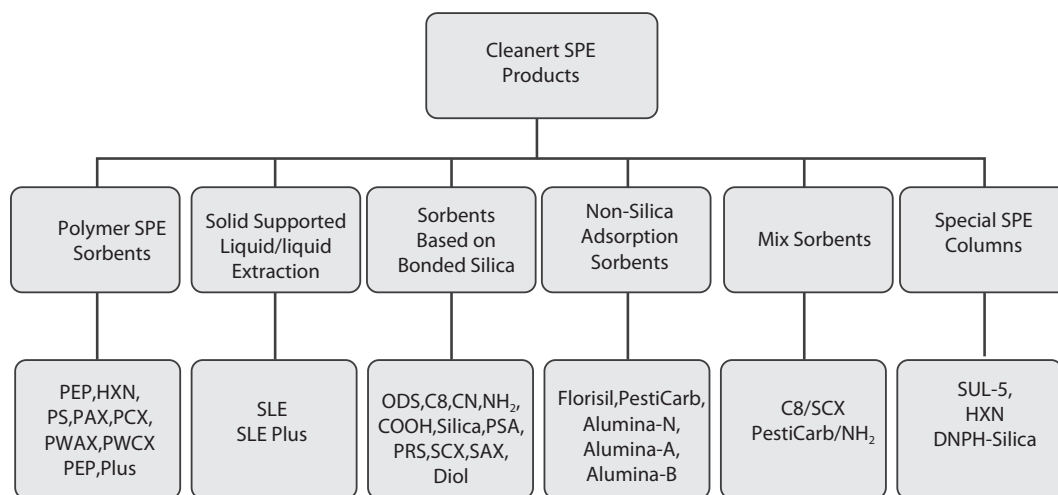 Cleanert SPE
Products
Polymer SPE
Sorbents
Solid Supported
Liquid/liquid
Extraction
Sorbents
Based on
Bonded Silica
Non-Silica
Adsorption
Sorbents
Mix Sorbents
Special SPE
Columns
PEP,HXN,
PS,PAX,PCX,
PWAX,PWCX
PEP,Plus
SLE
SLE Plus
ODS,C8,CN,NH₂,
COOH,Silica,PSA,
PRS,SCX,SAX,
Diol
Florisil,PestiCarb,
Alumina-N,
Alumina-A,
Alumina-B
C8/SCX
PestiCarb/NH₂
SUL-5,
HXN
DNPH-Silica